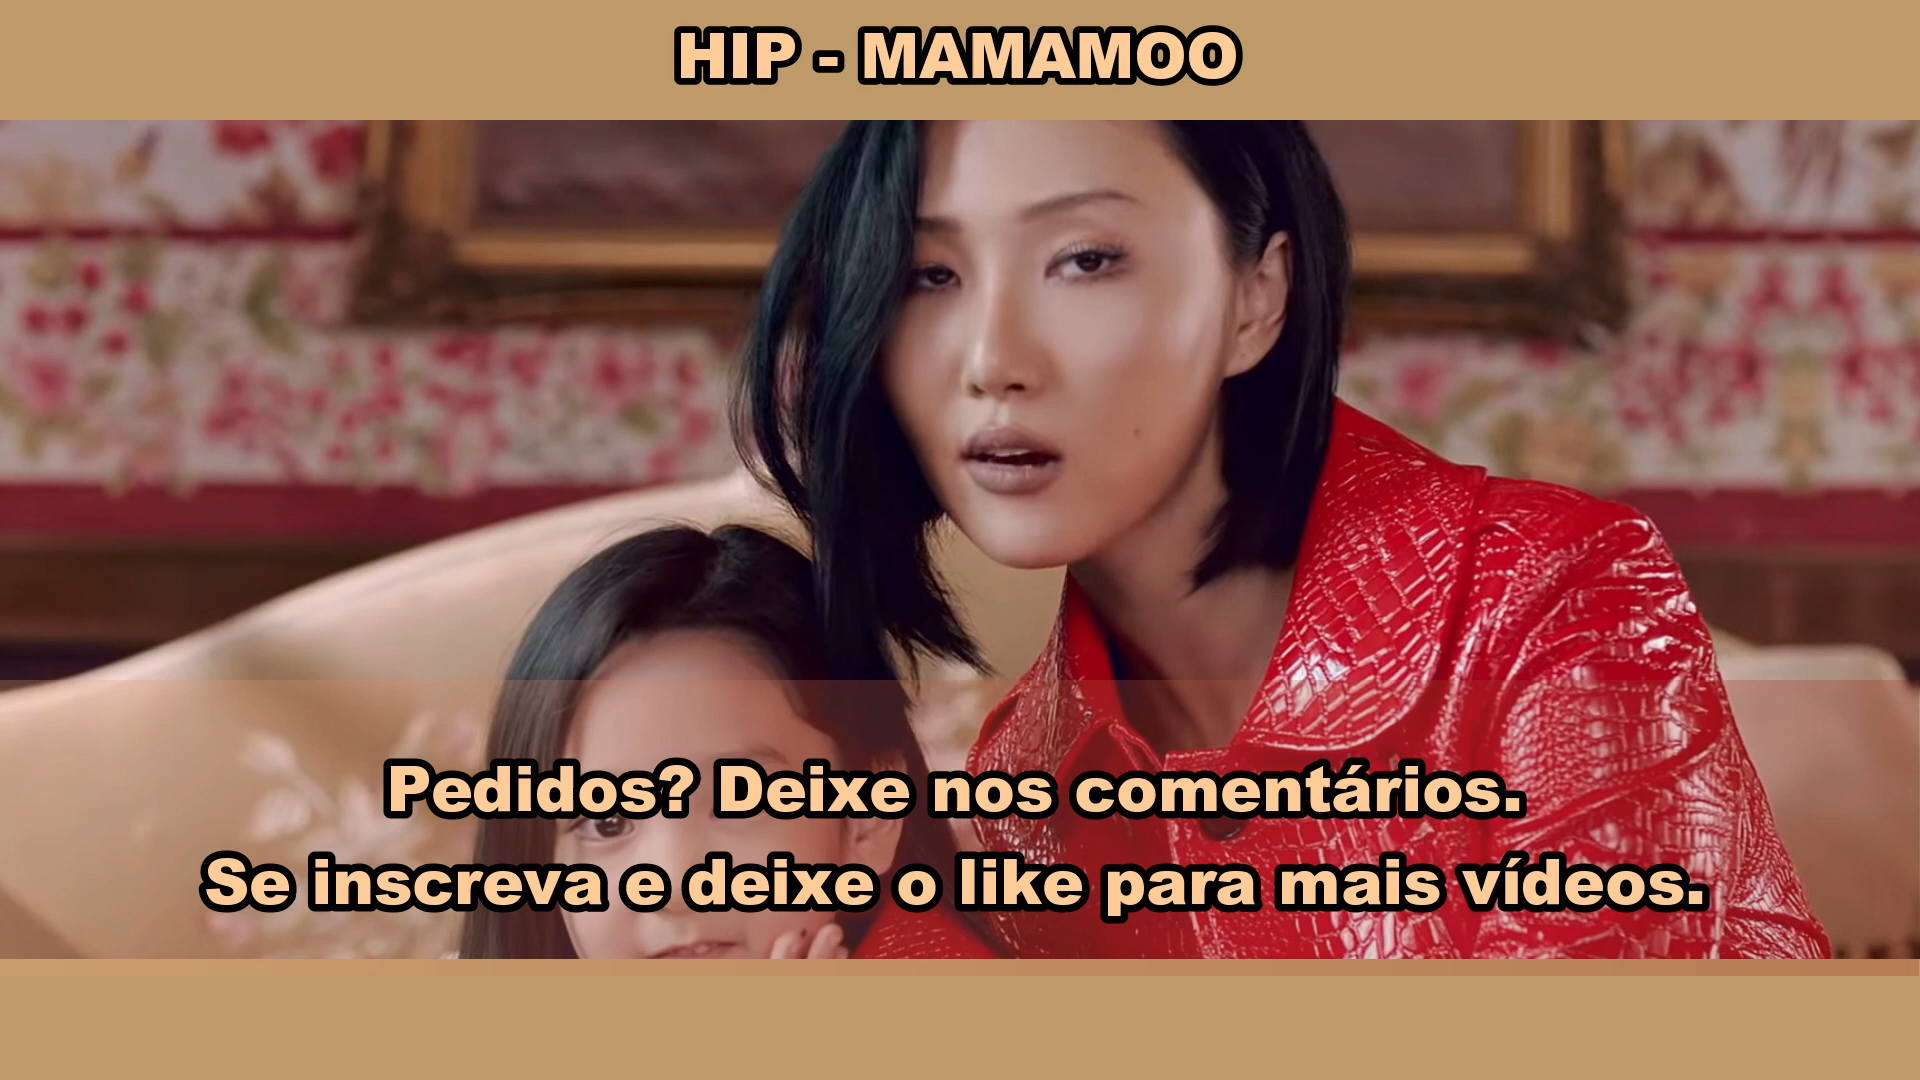 HIP - MAMAMOO
Pedidos? Deixe nos comentários.
Se inscreva e deixe o like para mais vídeos.